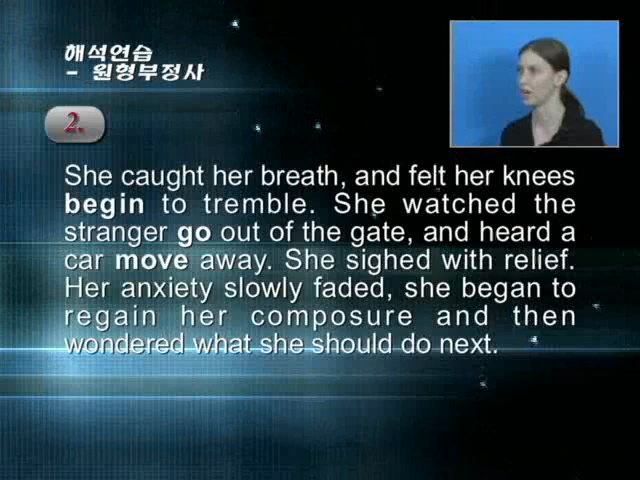 해석연습
- 원형부정사
2.
She caught her breath, and felt her knees
begin to tremble. She watched the
stranger go out of the gate, and heard a
car move away. She sighed with relief.
Her anxiety slowly faded, she began to
regain her composure and then
wondered what she should do next.